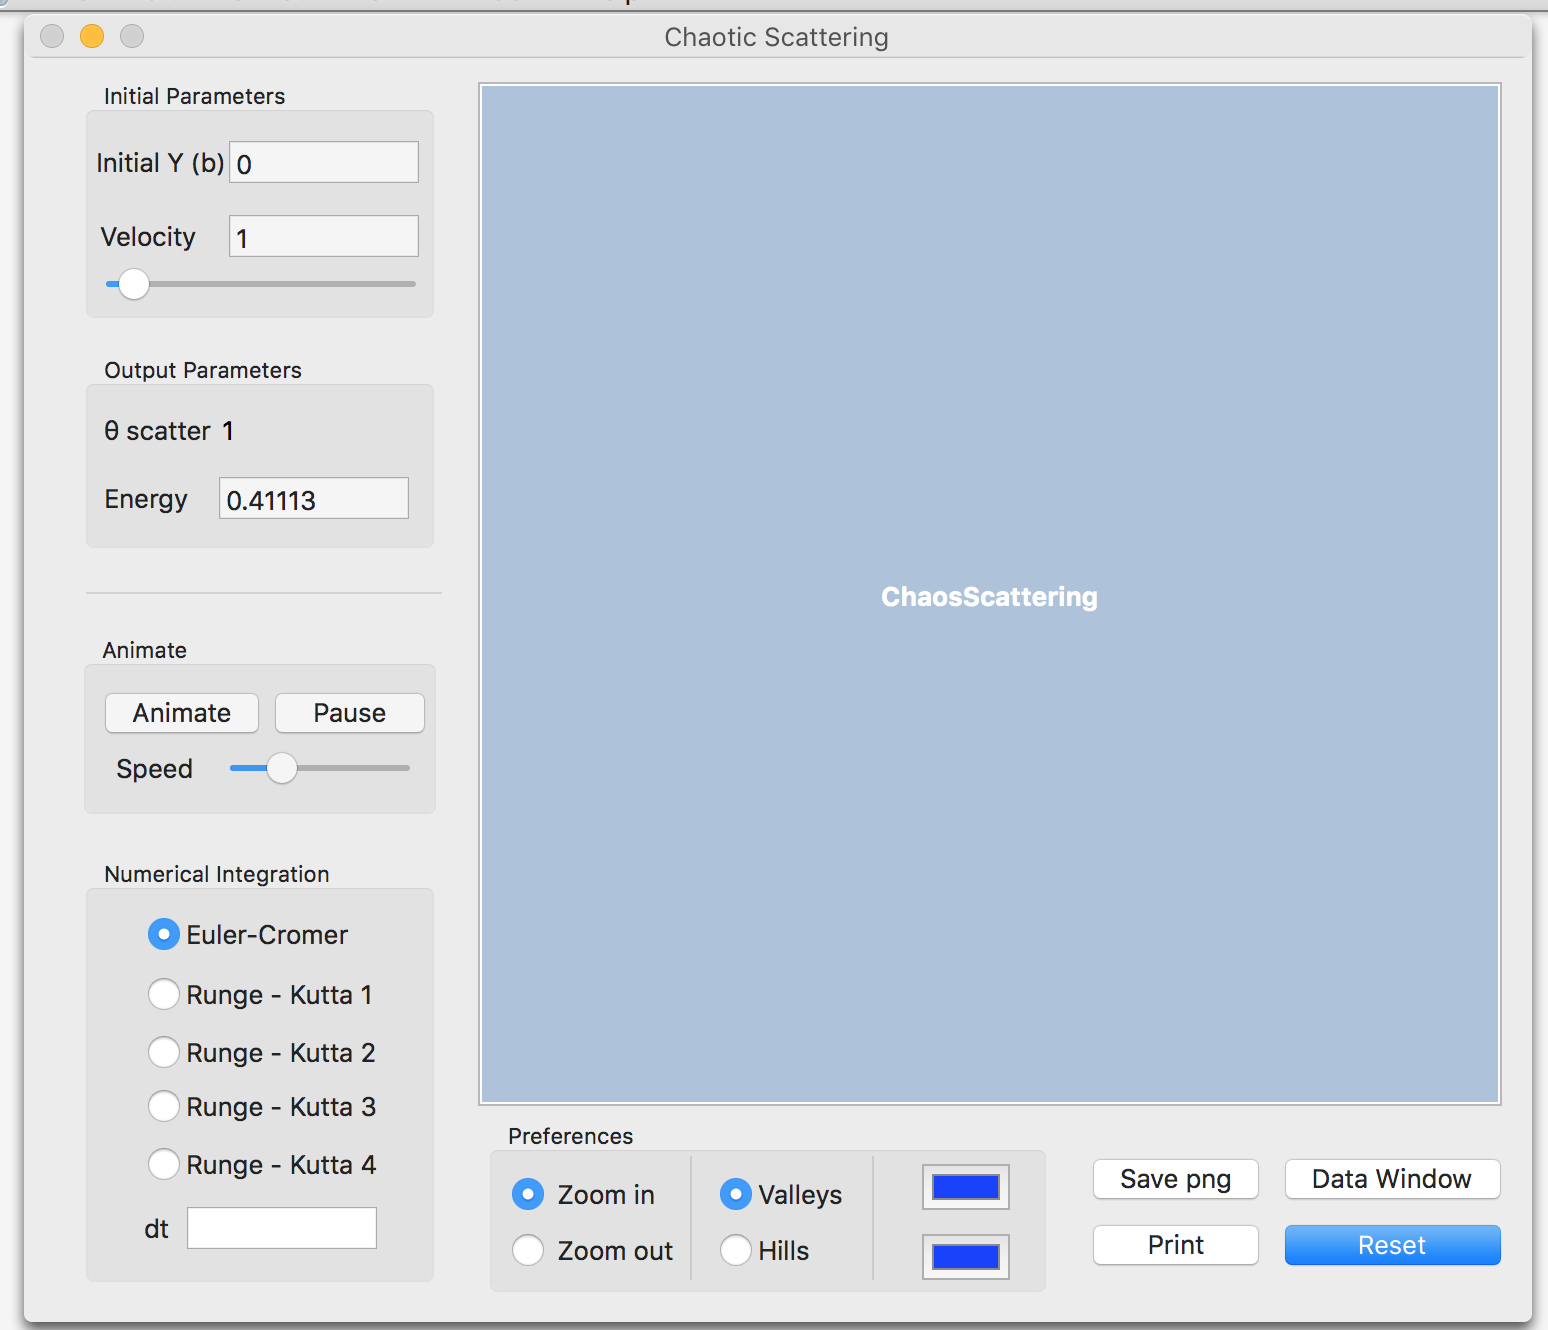 Chaotic Scattering
Initial Parameters
Initial Y (b) 0
Velocity 1
Output Parameters
θ scatter 1
Energy 0.41113
Animate
Animate Pause
Speed
Numerical Integration
Euler-Cromer
Runge - Kutta 1
Runge - Kutta 2
Runge - Kutta 3
Runge - Kutta 4
dt
ChaosScattering
Preferences
Zoom in Valleys
Zoom out Hills
Save png Data Window
Print Reset